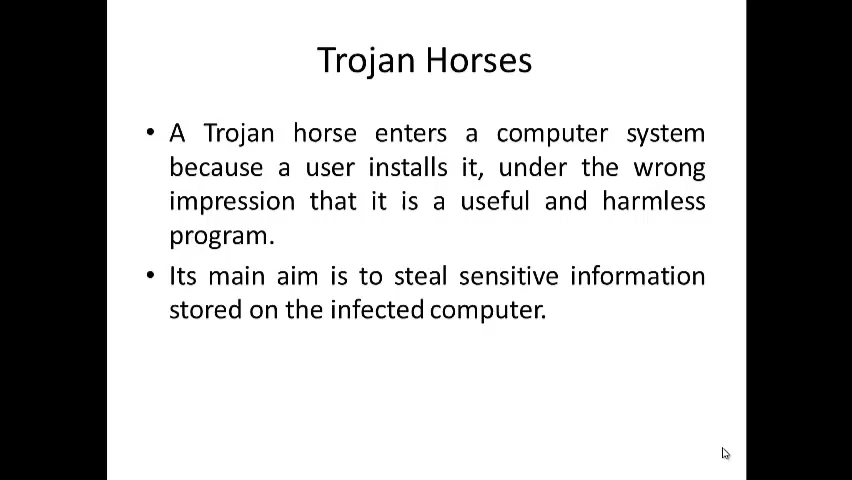 Trojan Horses
• A Trojan horse enters a computer system
because a user installs it, under the wrong
impression that it is a useful and harmless
program.
• Its main aim is to steal sensitive information
stored on the infected computer.